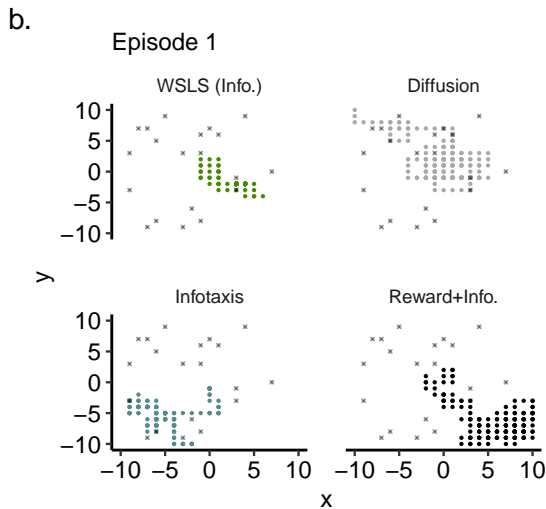 b.
Episode 1
WSLS (Info.) Diffusion
10
5
0
−5
−10
y
Infotaxis Reward+Info.
10
5
0
−5
−10
−10 −5 0 5 10 −10 −5 0 5 10
x